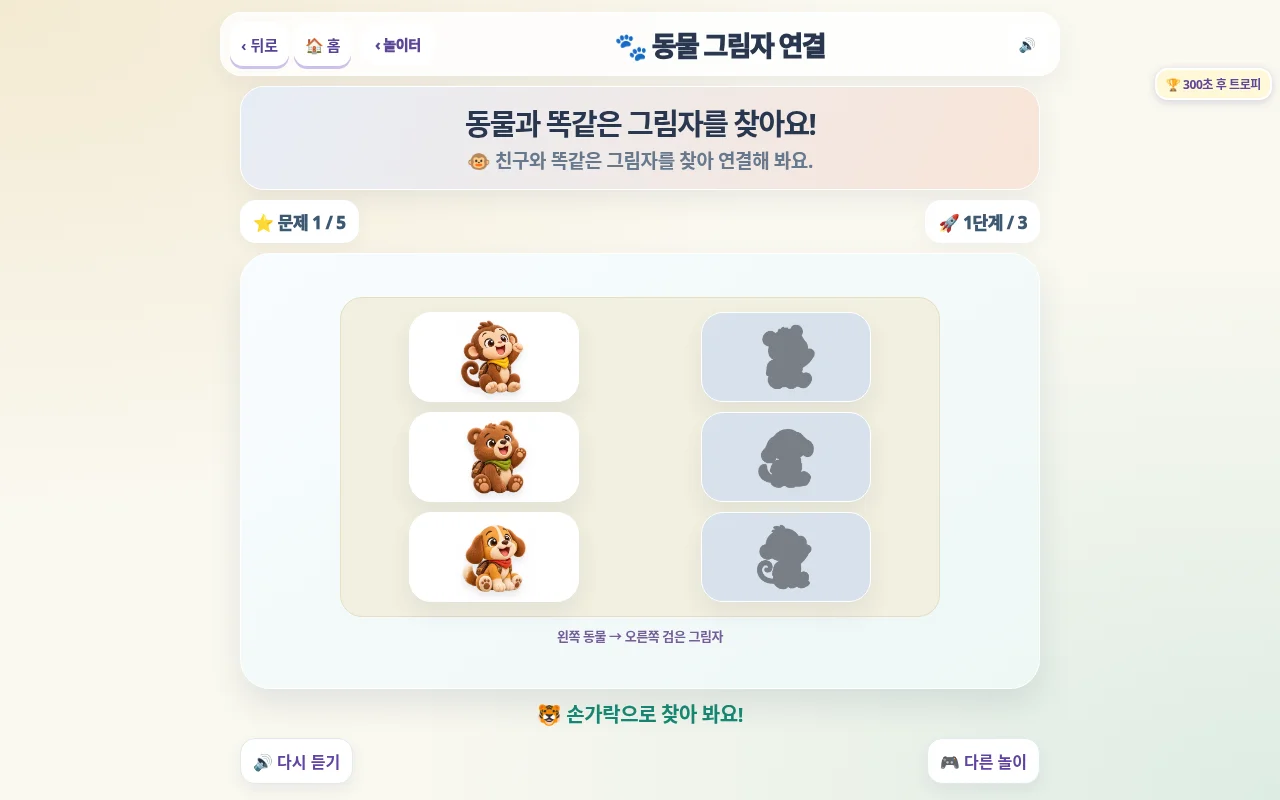 ‹ 뒤로
🏠 홈
‹ 놀이터
🐾 동물 그림자 연결
🔊
🏆 300초 후 트로피
동물과 똑같은 그림자를 찾아요!
🐵 친구와 똑같은 그림자를 찾아 연결해 봐요.
⭐ 문제 1 / 5
🚀 1단계 / 3
왼쪽 동물 → 오른쪽 검은 그림자
🐯 손가락으로 찾아 봐요!
🔊 다시 듣기
🎮 다른 놀이